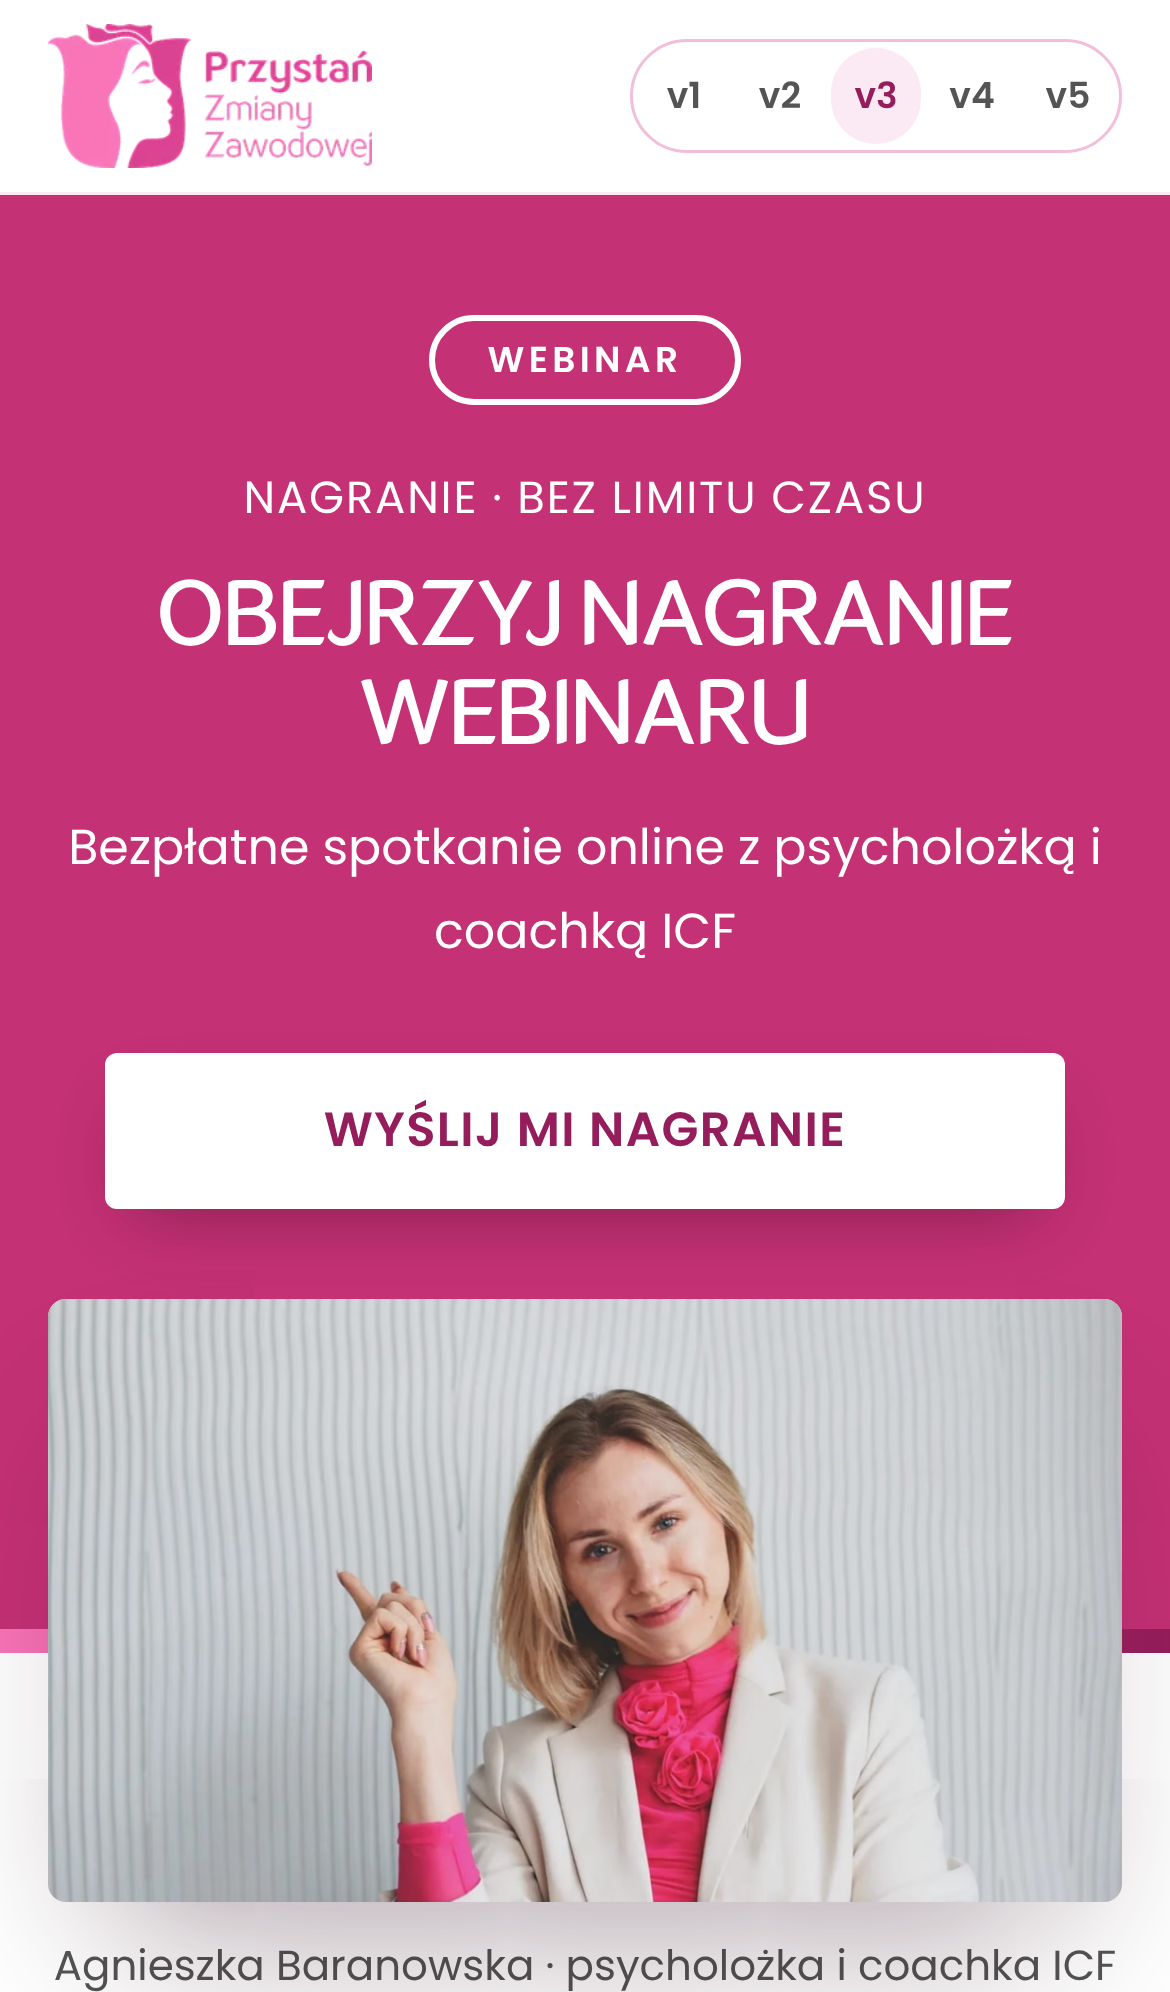 Przystań
Zmiany
Zawodowej
v1 v2 v3 v4 v5
WEBINAR
NAGRANIE · BEZ LIMITU CZASU
OBEJRZYJ NAGRANIE
WEBINARU
Bezpłatne spotkanie online z psycholożką i
coachką ICF
WYŚLIJ MI NAGRANIE
Agnieszka Baranowska · psycholożka i coachka ICF